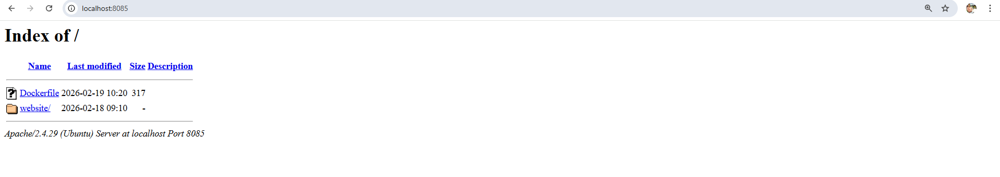 localhost:8085
Index of /
Name Last modified Size Description
Dockerfile 2026-02-19 10:20 317
website/ 2026-02-18 09:10 -
Apache/2.4.29 (Ubuntu) Server at localhost Port 8085